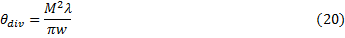 θ_div = M²λ / πw (20)